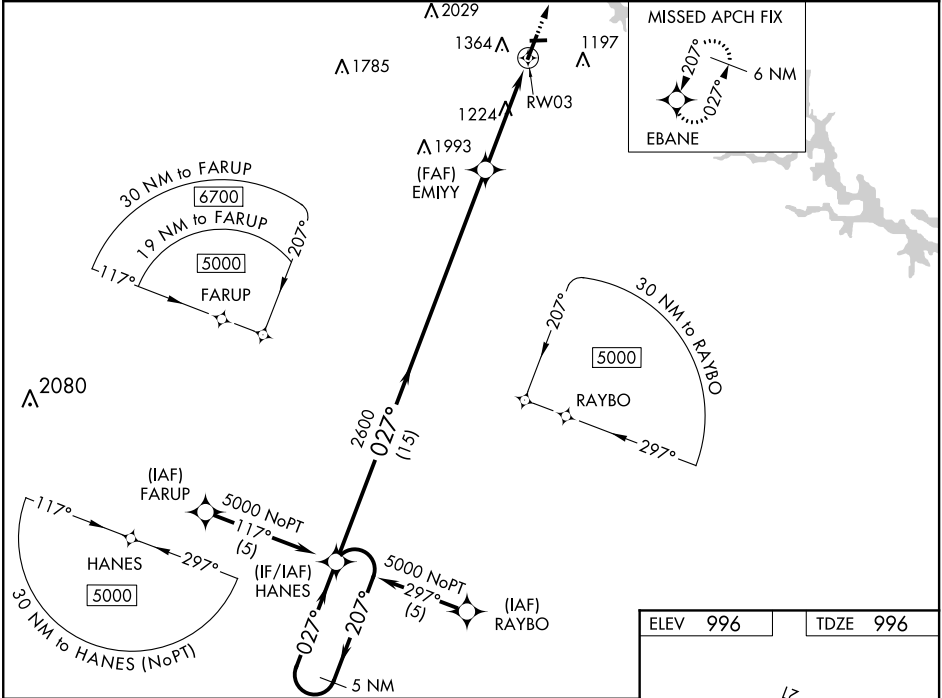 2029
1364
1197
1785
RW03
1224
1993
(FAF)
EMIYY
MISSED APCH FIX
207°
027°
6 NM
EBANE
30 NM to FARUP
6700
19 NM to FARUP
5000
207°
117°
FARUP
30 NM to RAYBO
207°
5000
RAYBO
297°
2080
2600
027°
(15)
(IAF)
FARUP
5000 NoPT
117°
(5)
(IF/IAF)
HANES
5000 NoPT
297°
(5)
(IAF)
RAYBO
117°
HANES
297°
5000
30 NM to HANES (NoPT)
027°
207°
5 NM
ELEV 996
TDZE 996
21